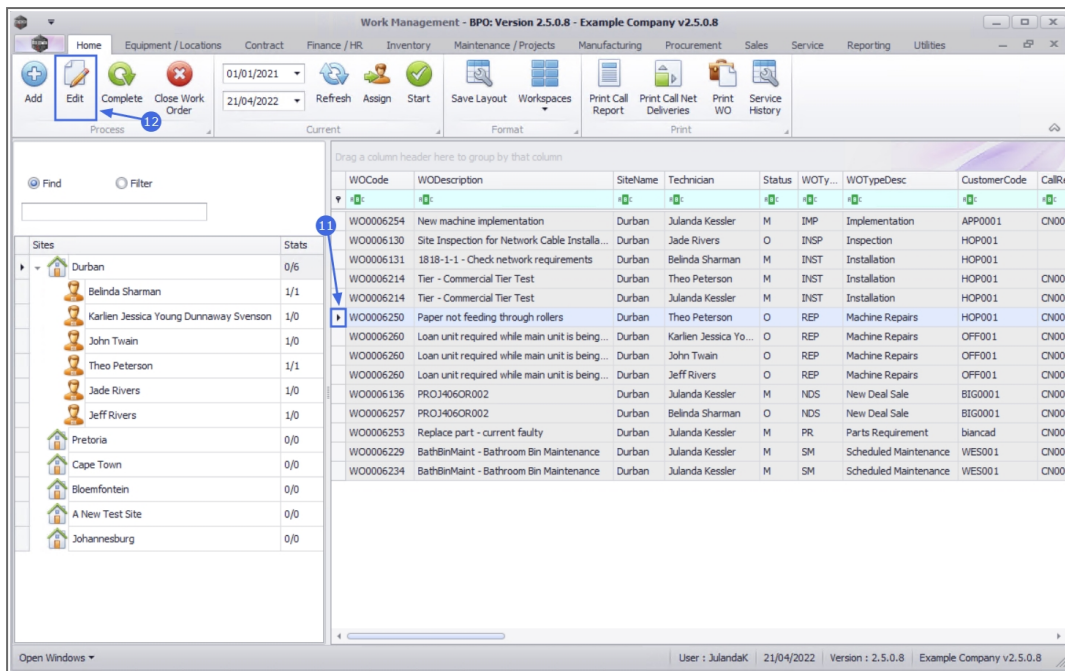 Work Management - BPO: Version 2.5.0.8 - Example Company v2.5.0.8
Home Equipment / Locations Contract Finance / HR Inventory Maintenance / Projects Manufacturing Procurement Sales Service Reporting Utilities
01/01/2021
21/04/2022
Add Edit Complete Close Work Order Refresh Assign Start Save Layout Workspaces Print Call Report Print Call Net Deliveries Print WO Service History
12
Process Current Format Print
Drag a column header here to group by that column
Find Filter
11
Sites Stats
Durban 0/6
Belinda Sharman 1/1
Karlien Jessica Young Dunnaway Svenson 1/0
John Twain 1/0
Theo Peterson 1/1
Jade Rivers 1/0
Jeff Rivers 1/0
Pretoria 0/0
Cape Town 0/0
Bloemfontein 0/0
A New Test Site 0/0
Johannesburg 0/0
WOCode WODescription SiteName Technician Status WOTy... WOTypeDesc CustomerCode CallRe
WO0006254 New machine implementation Durban Julanda Kessler M IMP Implementation APP0001 CN00
WO0006130 Site Inspection for Network Cable Installa... Durban Jade Rivers O INSP Inspection HOP001
WO0006131 1818-1-1 - Check network requirements Durban Belinda Sharman M INST Installation HOP001
WO0006214 Tier - Commercial Tier Test Durban Theo Peterson M INST Installation HOP001 CN00
WO0006214 Tier - Commercial Tier Test Durban Julanda Kessler M INST Installation HOP001 CN00
WO0006250 Paper not feeding through rollers Durban Theo Peterson O REP Machine Repairs HOP001 CN00
WO0006260 Loan unit required while main unit is being... Durban Karlien Jessica Yo... O REP Machine Repairs OFF001 CN00
WO0006260 Loan unit required while main unit is being... Durban John Twain O REP Machine Repairs OFF001 CN00
WO0006260 Loan unit required while main unit is being... Durban Jeff Rivers O REP Machine Repairs OFF001 CN00
WO0006136 PROJ406OR002 Durban Julanda Kessler M NDS New Deal Sale BIG0001 CN00
WO0006257 PROJ406OR002 Durban Belinda Sharman O NDS New Deal Sale BIG0001 CN00
WO0006253 Replace part - current faulty Durban Julanda Kessler M PR Parts Requirement biancad CN00
WO0006229 BathBinMaint - Bathroom Bin Maintenance Durban Julanda Kessler M SM Scheduled Maintenance WES001 CN00
WO0006234 BathBinMaint - Bathroom Bin Maintenance Durban Julanda Kessler M SM Scheduled Maintenance WES001 CN00
Open Windows User : JulandaK 21/04/2022 Version : 2.5.0.8 Example Company v2.5.0.8